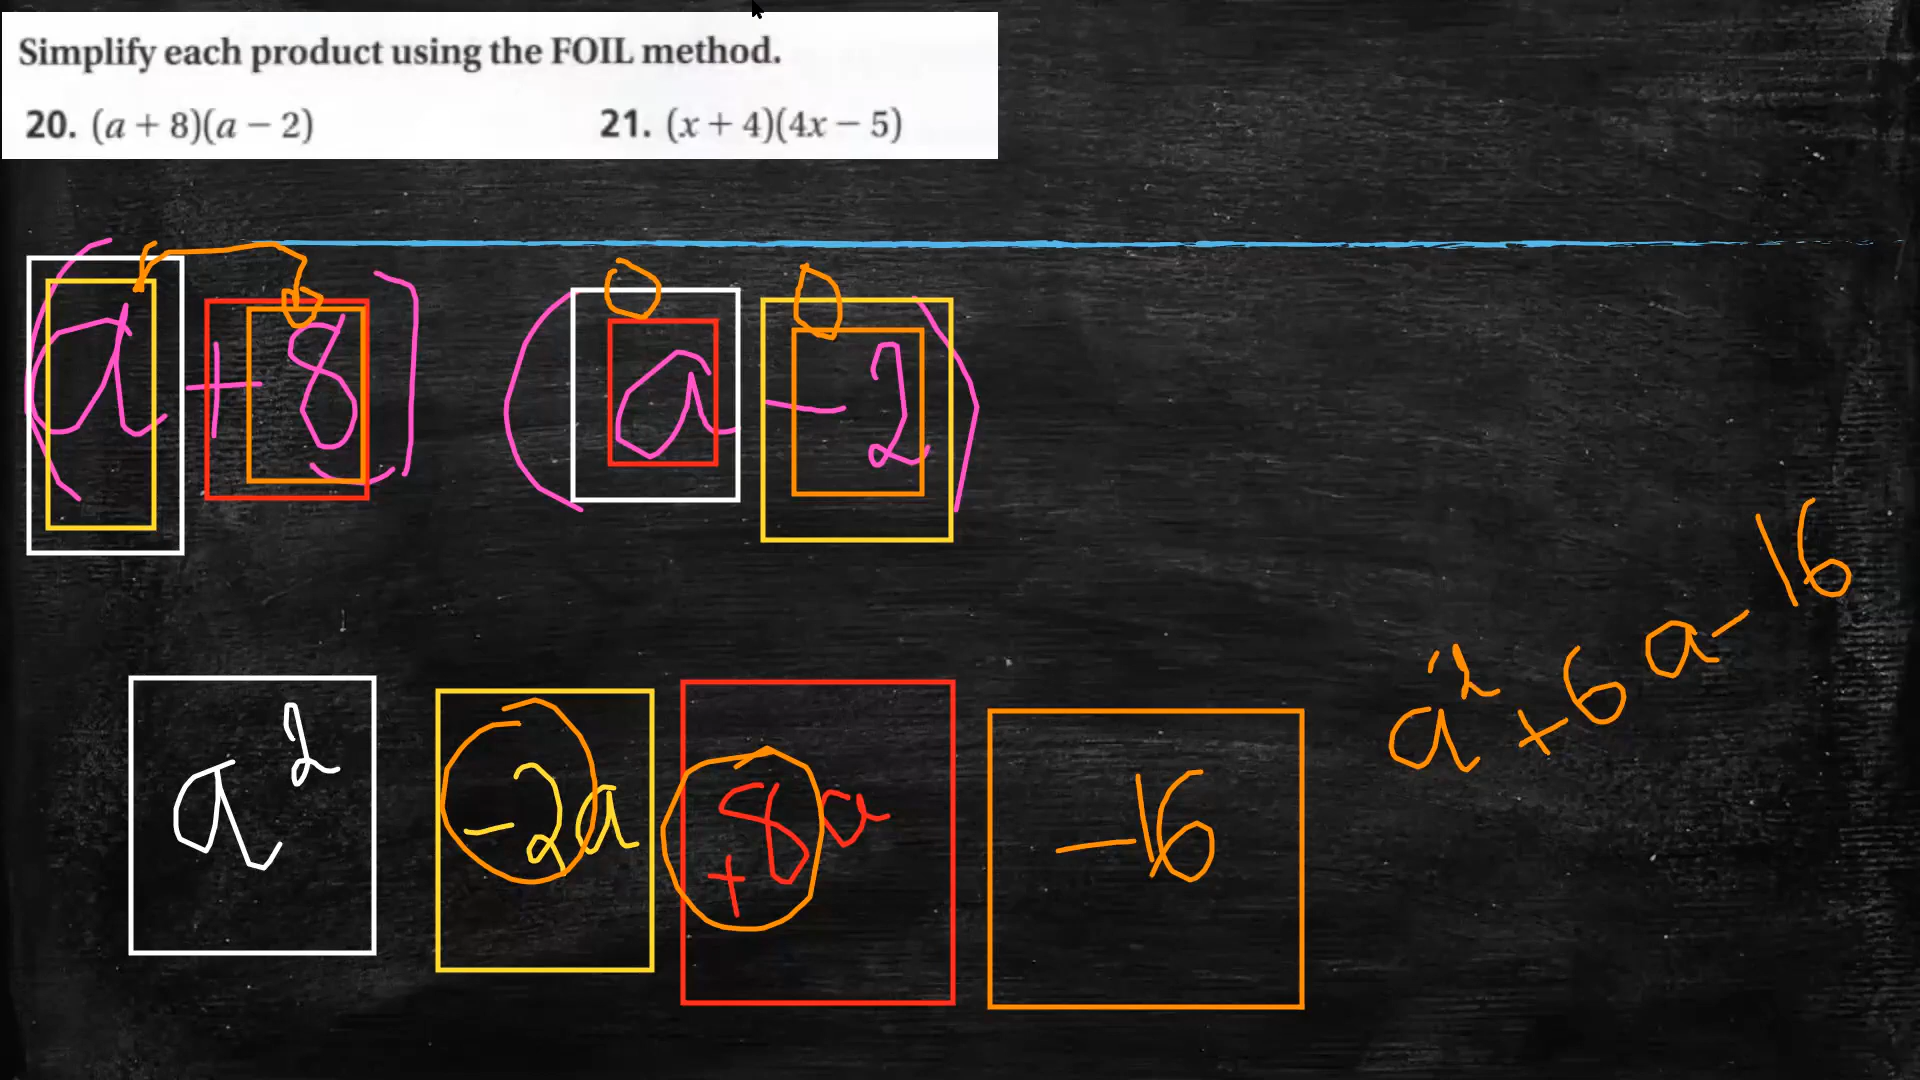 Simplify each product using the FOIL method.
20. (a + 8)(a − 2) 21. (x + 4)(4x − 5)
(a + 8) (a − 2)
a² −2a +8a −16
a² + 6a − 16